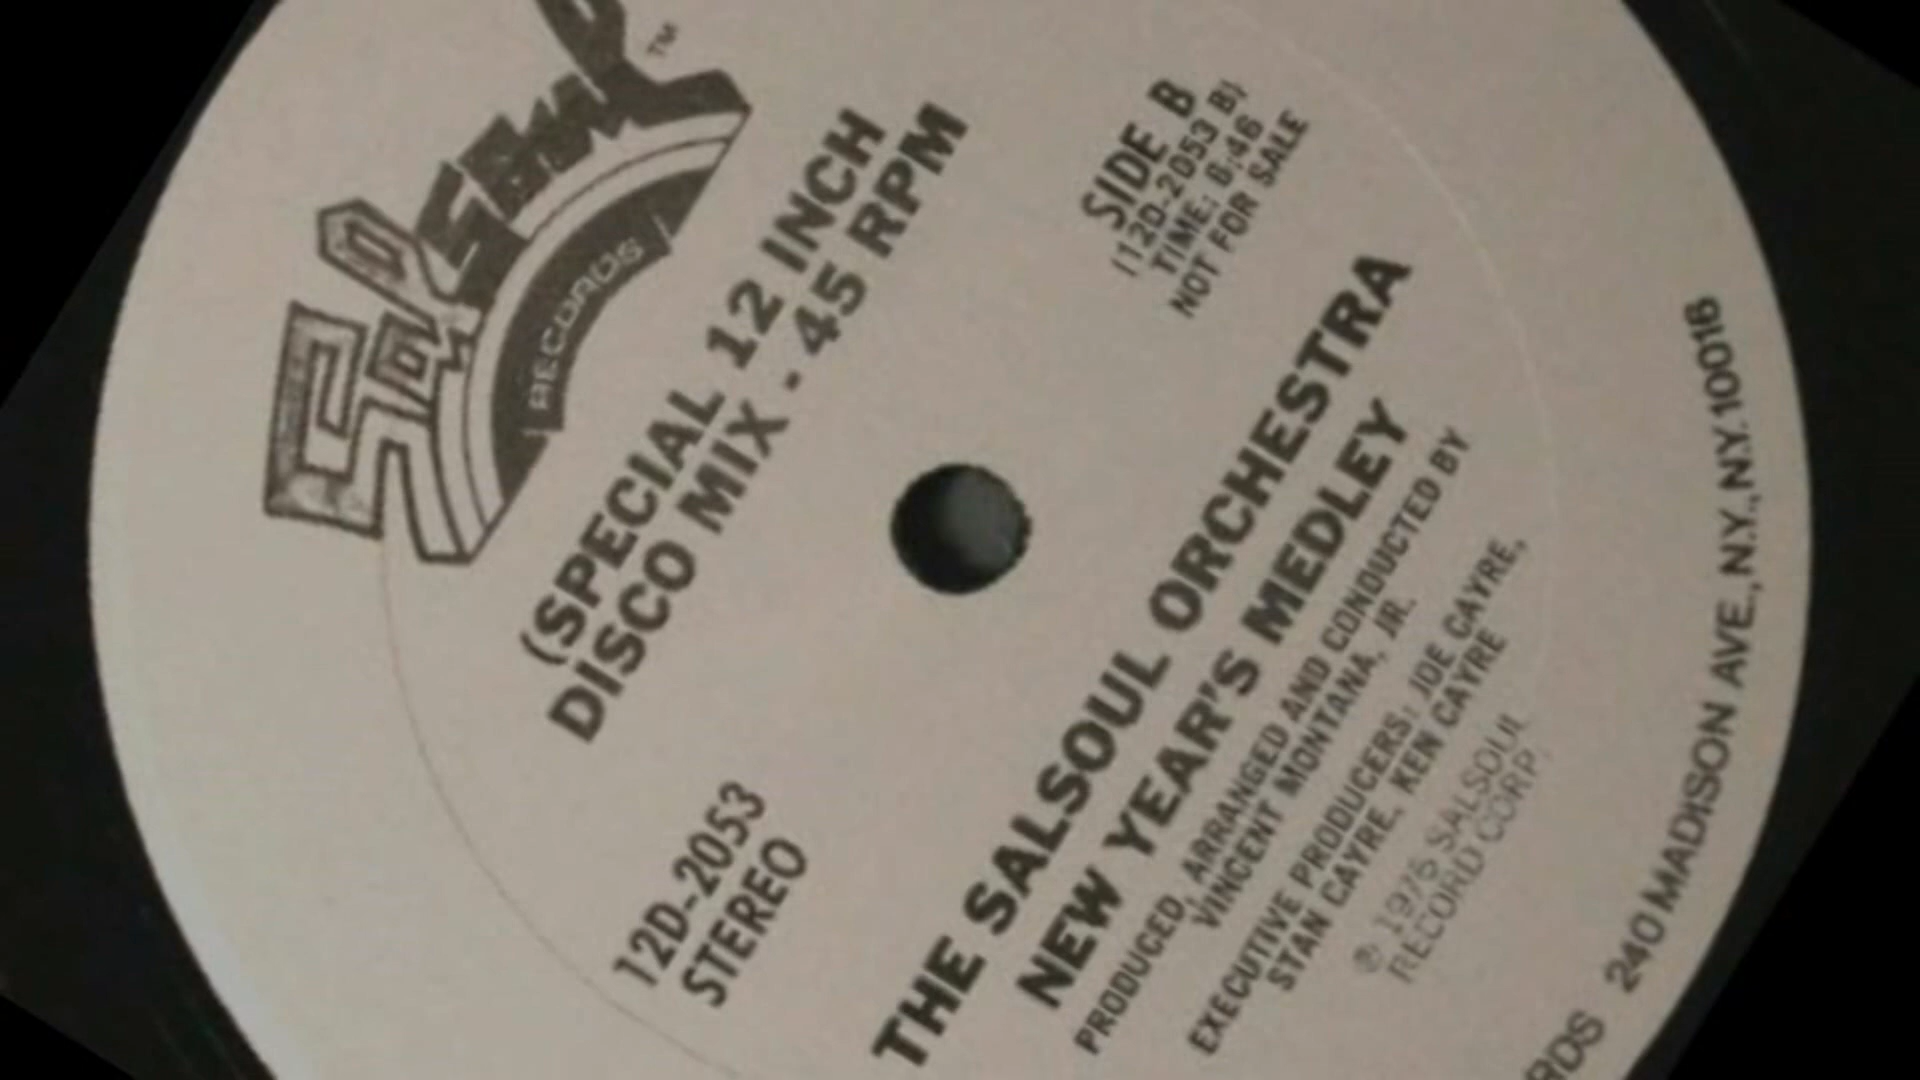 Salsoul
TM
RECORDS
(SPECIAL 12 INCH
DISCO MIX - 45 RPM
12D-2053
STEREO
SIDE B
(12D-2053 B)
TIME: 8:46
NOT FOR SALE
THE SALSOUL ORCHESTRA
NEW YEAR'S MEDLEY
PRODUCED, ARRANGED AND CONDUCTED BY
VINCENT MONTANA, JR.
EXECUTIVE PRODUCERS: JOE CAYRE,
STAN CAYRE, KEN CAYRE
℗ 1976 SALSOUL
RECORD CORP.
240 MADISON AVE., N.Y., N.Y. 10016